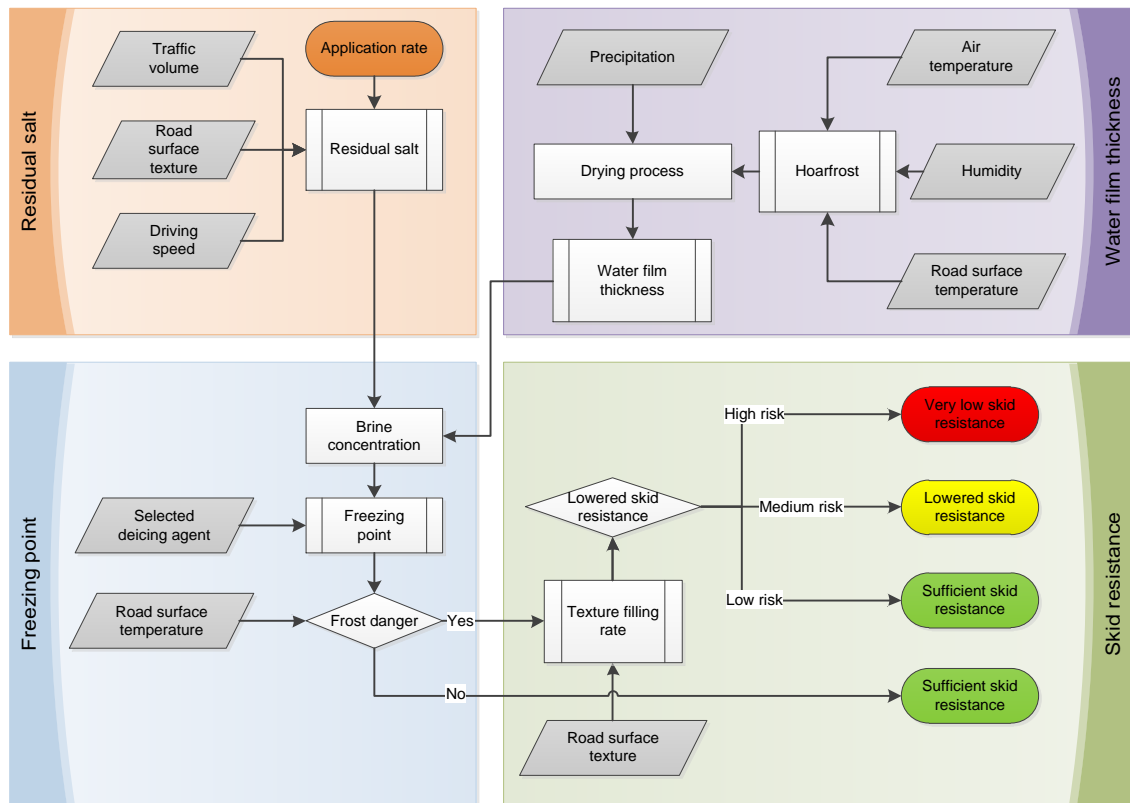 Residual salt
Traffic
volume
Application rate
Road
surface
texture
Residual salt
Driving
speed
Water film thickness
Precipitation
Air
temperature
Drying process
Hoarfrost
Humidity
Water film
thickness
Road surface
temperature
Freezing point
Brine
concentration
Selected
deicing agent
Freezing
point
Road surface
temperature
Frost danger
Yes
No
Skid resistance
High risk
Very low skid
resistance
Lowered skid
resistance
Medium risk
Lowered skid
resistance
Low risk
Sufficient skid
resistance
Texture filling
rate
Sufficient skid
resistance
Road surface
texture